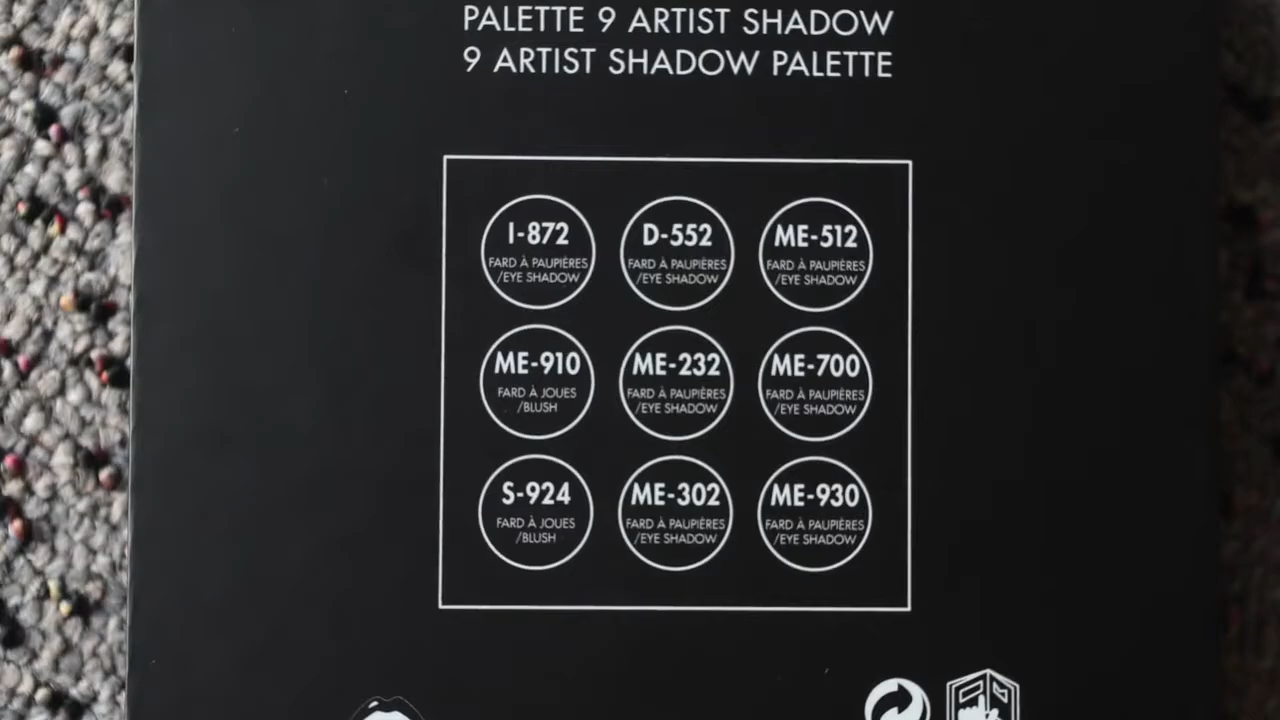 PALETTE 9 ARTIST SHADOW
9 ARTIST SHADOW PALETTE
I-872
FARD À PAUPIÈRES
/EYE SHADOW
D-552
FARD À PAUPIÈRES
/EYE SHADOW
ME-512
FARD À PAUPIÈRES
/EYE SHADOW
ME-910
FARD À JOUES
/BLUSH
ME-232
FARD À PAUPIÈRES
/EYE SHADOW
ME-700
FARD À PAUPIÈRES
/EYE SHADOW
S-924
FARD À JOUES
/BLUSH
ME-302
FARD À PAUPIÈRES
/EYE SHADOW
ME-930
FARD À PAUPIÈRES
/EYE SHADOW